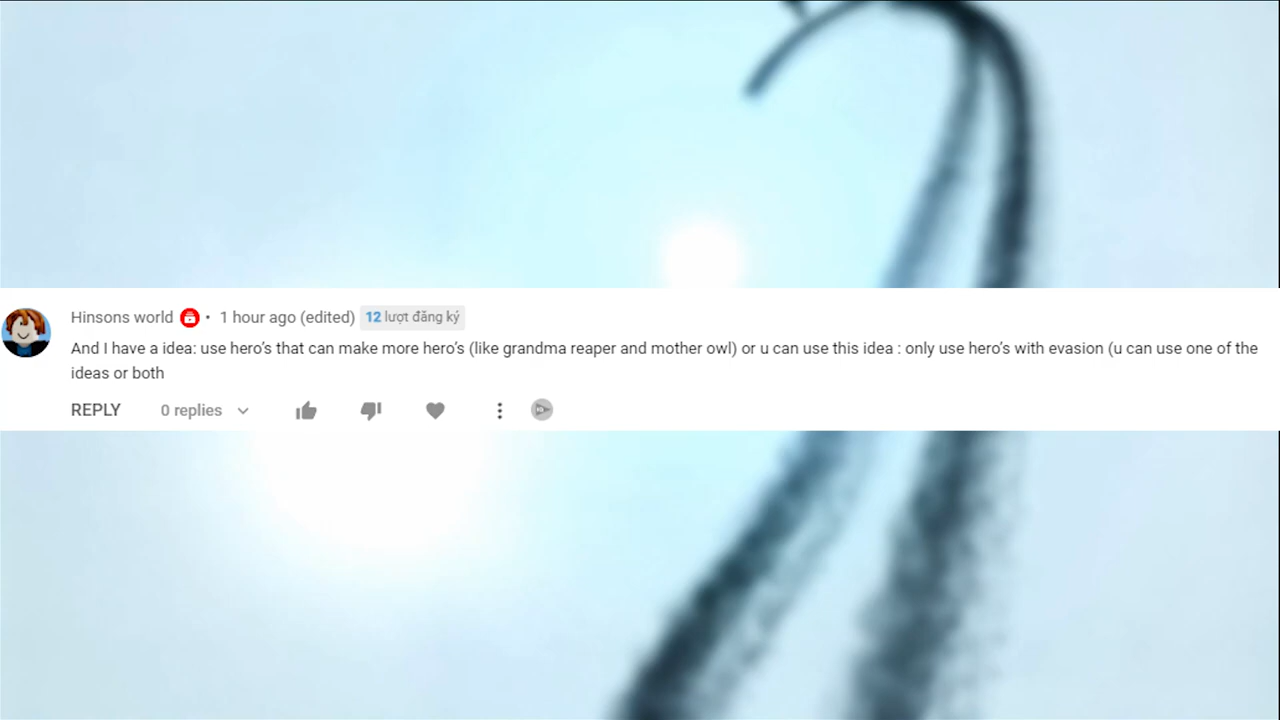 Hinsons world • 1 hour ago (edited) 12 lượt đăng ký
And I have a idea: use hero's that can make more hero's (like grandma reaper and mother owl) or u can use this idea : only use hero's with evasion (u can use one of the
ideas or both
REPLY 0 replies